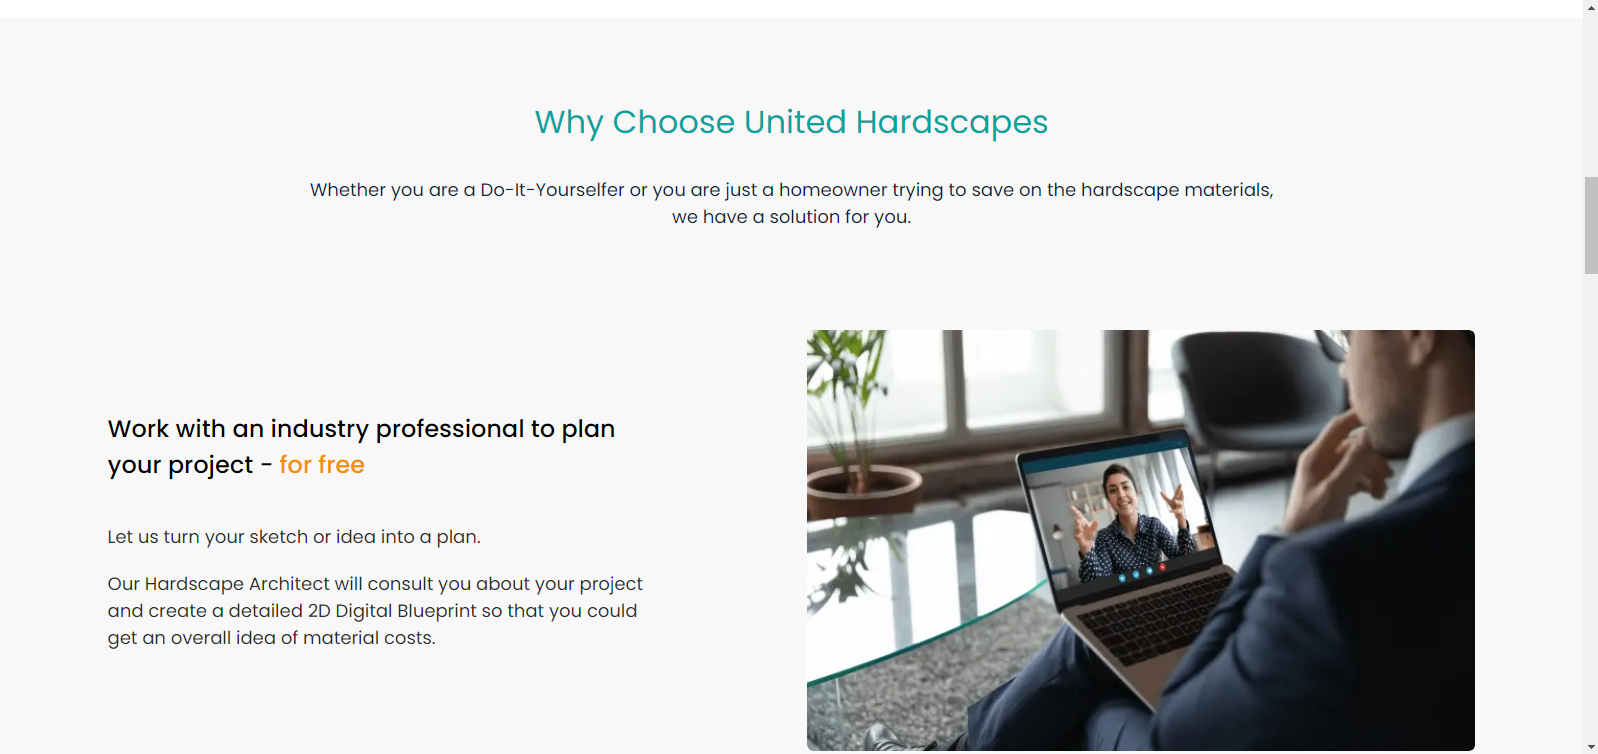 Why Choose United Hardscapes
Whether you are a Do-It-Yourselfer or you are just a homeowner trying to save on the hardscape materials,
we have a solution for you.
Work with an industry professional to plan
your project - for free
Let us turn your sketch or idea into a plan.
Our Hardscape Architect will consult you about your project
and create a detailed 2D Digital Blueprint so that you could
get an overall idea of material costs.